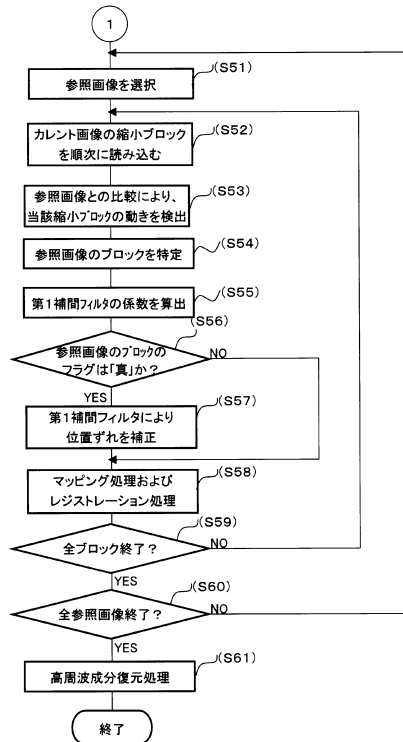 1
(S51)
参照画像を選択
(S52)
カレント画像の縮小ブロック
を順次に読み込む
(S53)
参照画像との比較により、
当該縮小ブロックの動きを検出
(S54)
参照画像のブロックを特定
(S55)
第1補間フィルタの係数を算出
(S56)
参照画像のブロックの
フラグは「真」か?
NO
YES
(S57)
第1補間フィルタにより
位置ずれを補正
(S58)
マッピング処理および
レジストレーション処理
(S59)
全ブロック終了?
NO
YES
(S60)
全参照画像終了?
NO
YES
(S61)
高周波成分復元処理
終了